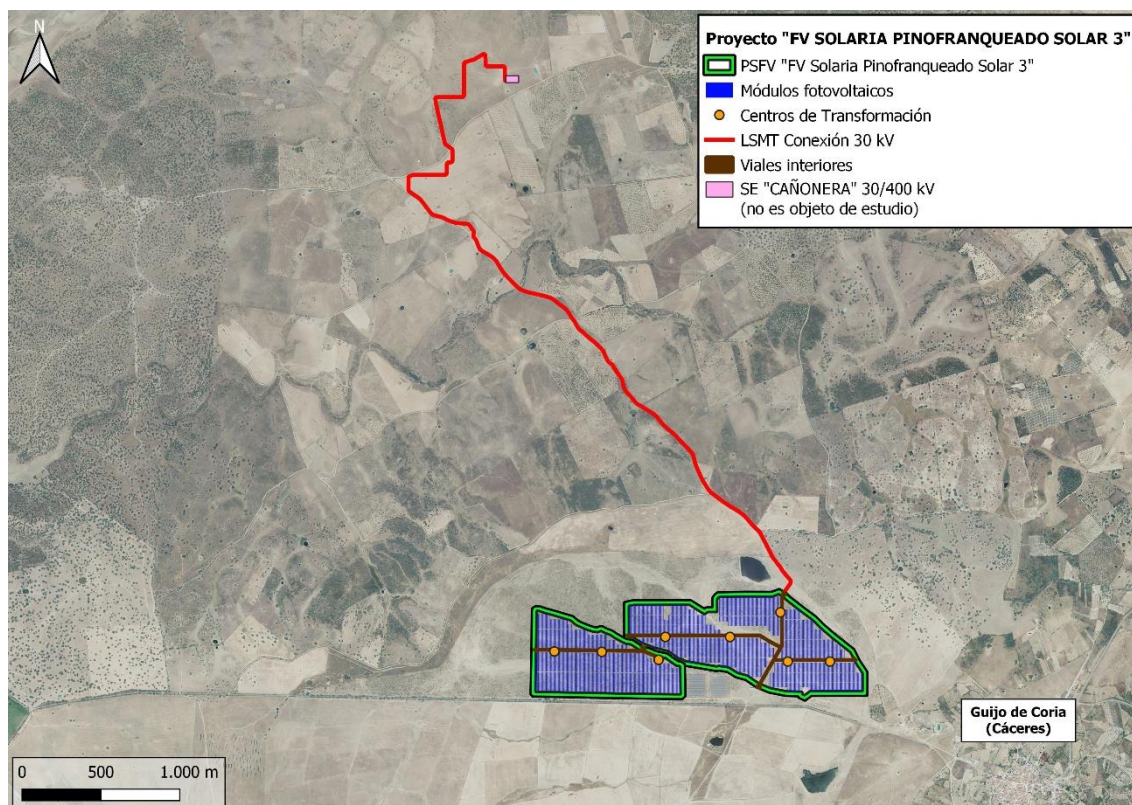 N
Proyecto "FV SOLARIA PINOFRANQUEADO SOLAR 3"
PSFV "FV Solaria Pinofranqueado Solar 3"
Módulos fotovoltaicos
Centros de Transformación
LSMT Conexión 30 kV
Viales interiores
SE "CAÑONERA" 30/400 kV
(no es objeto de estudio)
Guijo de Coria
(Cáceres)
0 500 1.000 m